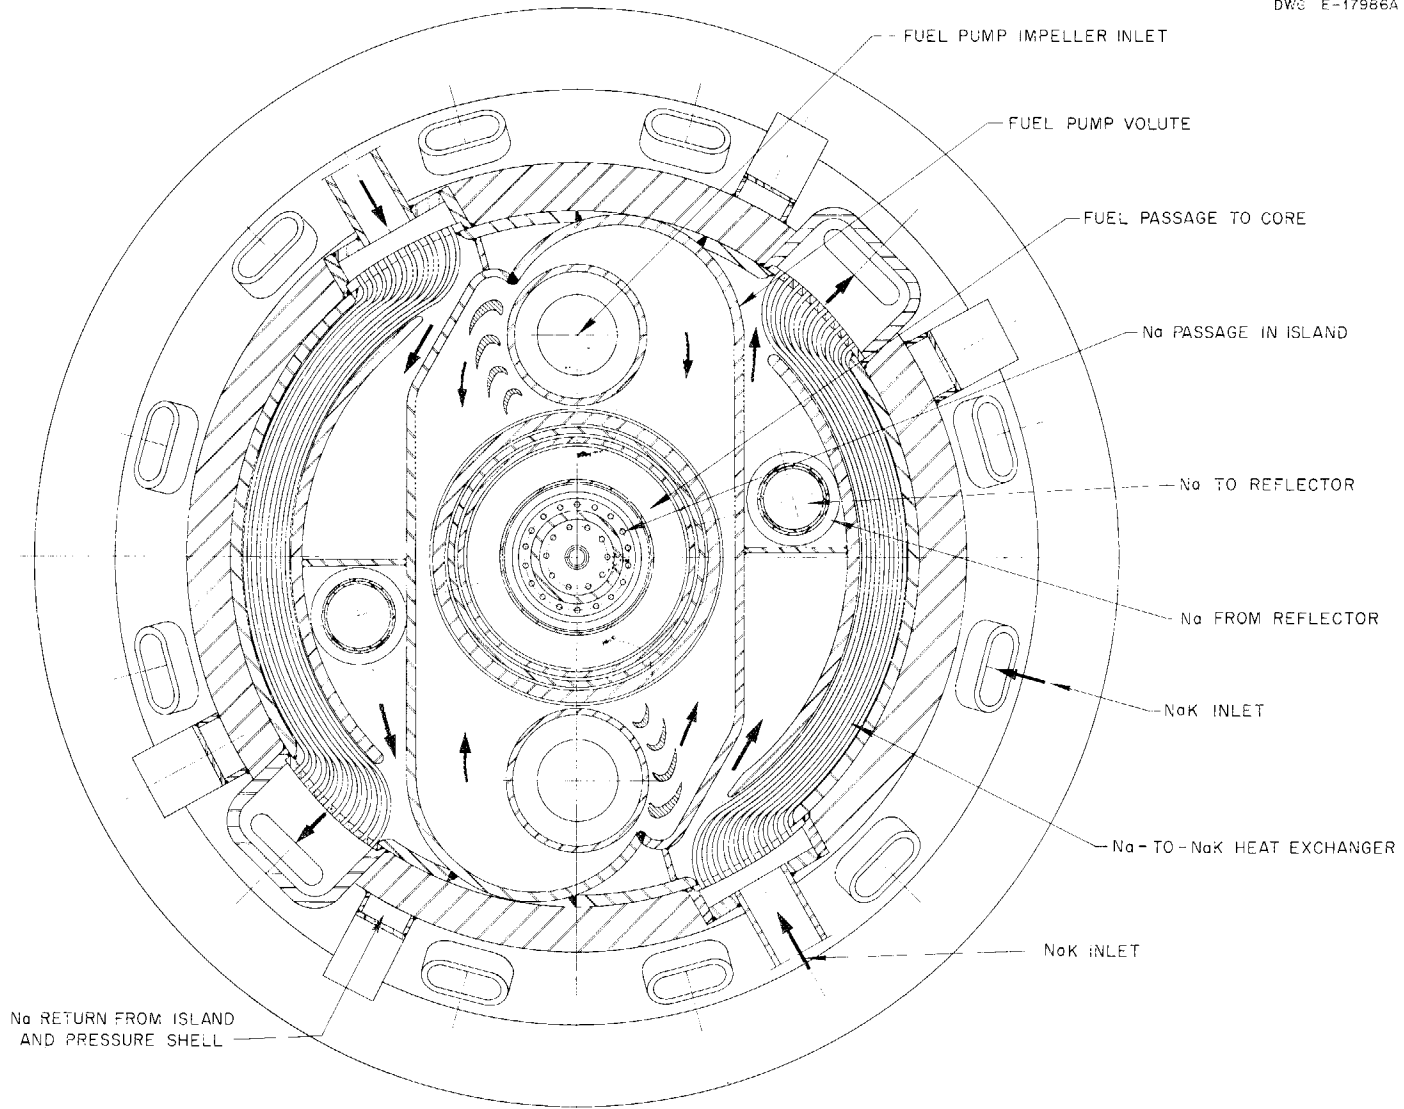 DWG E-17986A
FUEL PUMP IMPELLER INLET
FUEL PUMP VOLUTE
FUEL PASSAGE TO CORE
Na PASSAGE IN ISLAND
Na TO REFLECTOR
Na FROM REFLECTOR
NaK INLET
Na-TO-NaK HEAT EXCHANGER
NaK INLET
Na RETURN FROM ISLAND
AND PRESSURE SHELL